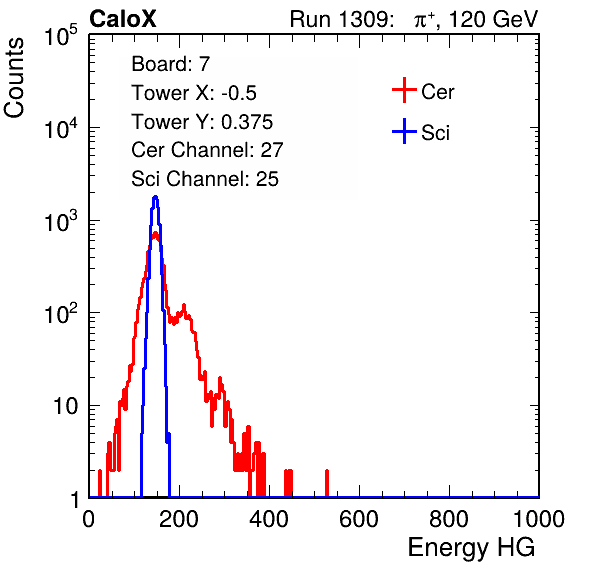 CaloX Run 1309: π⁺, 120 GeV
Counts
10⁵
10⁴
10³
10²
10
1
Board: 7
Tower X: -0.5
Tower Y: 0.375
Cer Channel: 27
Sci Channel: 25
Cer
Sci
0 200 400 600 800 1000
Energy HG